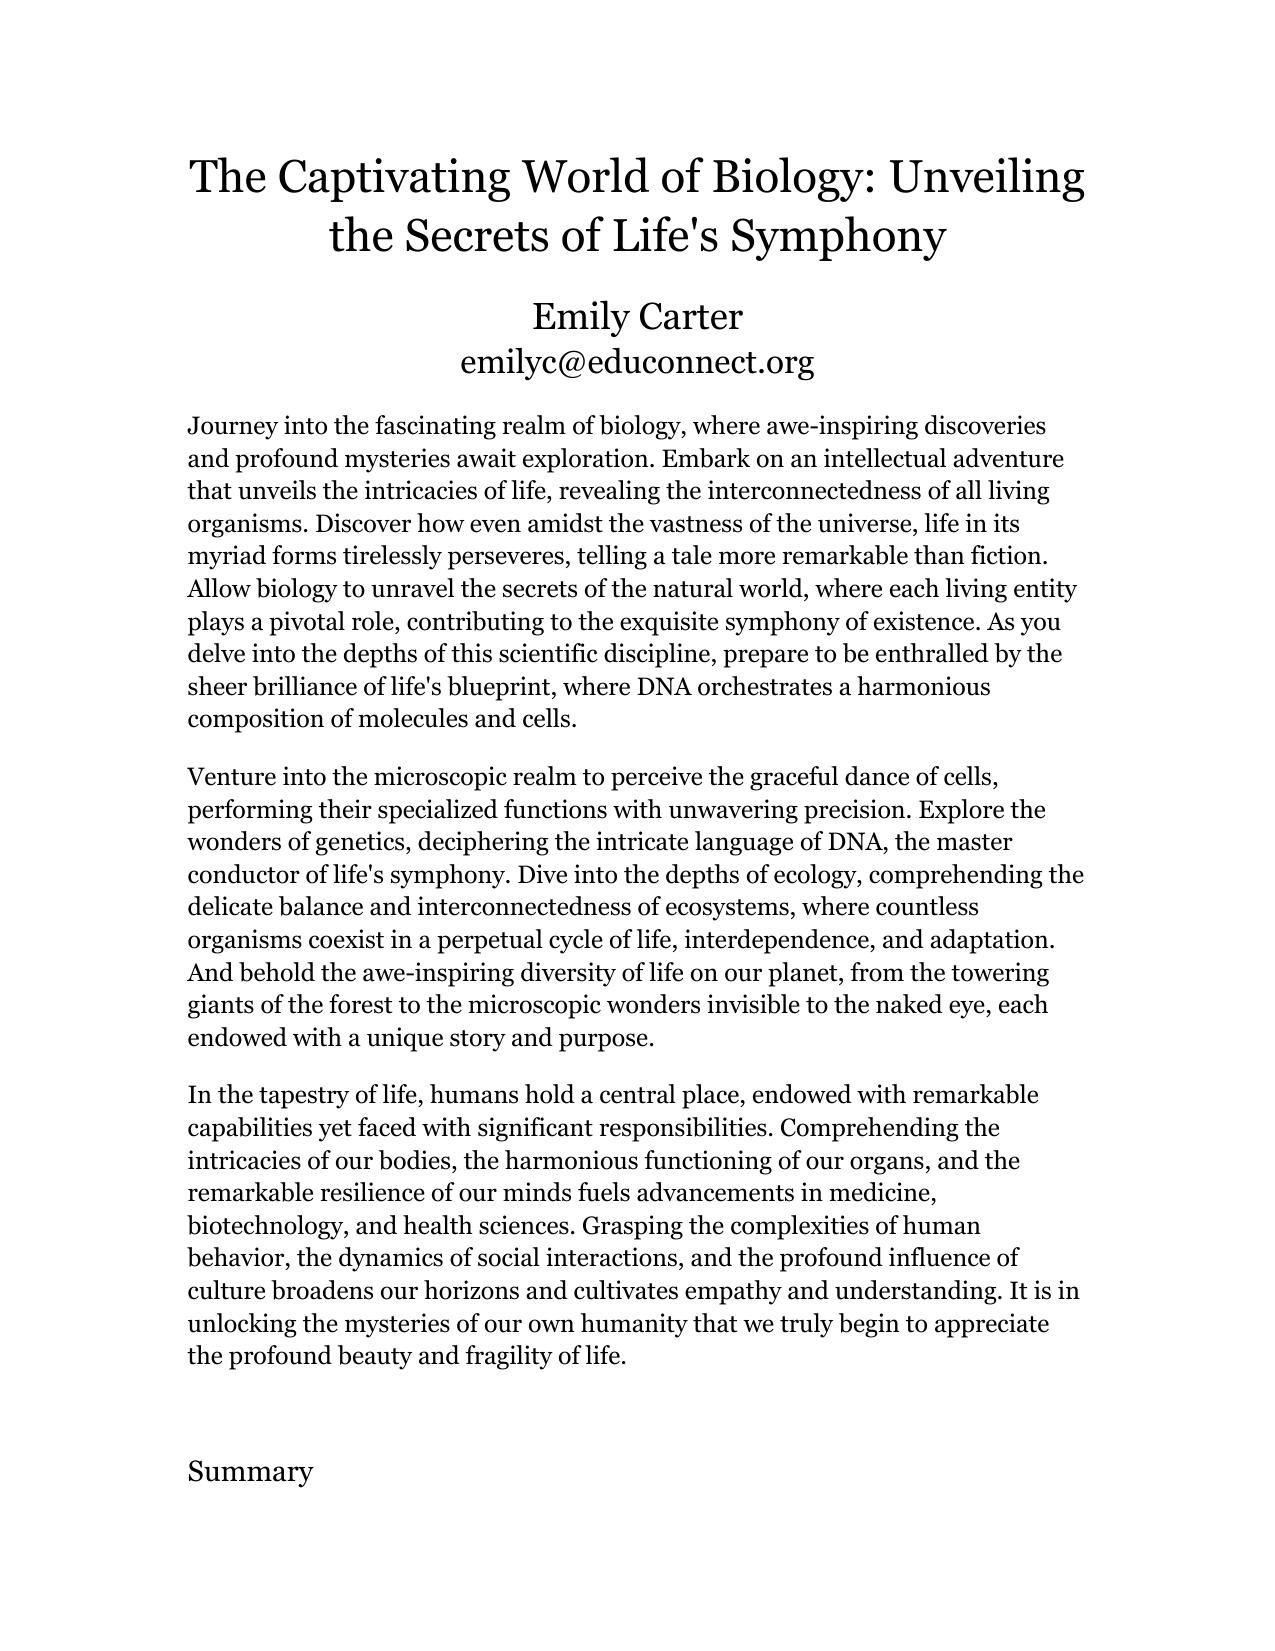 The Captivating World of Biology: Unveiling
the Secrets of Life's Symphony
Emily Carter
emilyc@educonnect.org
Journey into the fascinating realm of biology, where awe-inspiring discoveries
and profound mysteries await exploration. Embark on an intellectual adventure
that unveils the intricacies of life, revealing the interconnectedness of all living
organisms. Discover how even amidst the vastness of the universe, life in its
myriad forms tirelessly perseveres, telling a tale more remarkable than fiction.
Allow biology to unravel the secrets of the natural world, where each living entity
plays a pivotal role, contributing to the exquisite symphony of existence. As you
delve into the depths of this scientific discipline, prepare to be enthralled by the
sheer brilliance of life's blueprint, where DNA orchestrates a harmonious
composition of molecules and cells.
Venture into the microscopic realm to perceive the graceful dance of cells,
performing their specialized functions with unwavering precision. Explore the
wonders of genetics, deciphering the intricate language of DNA, the master
conductor of life's symphony. Dive into the depths of ecology, comprehending the
delicate balance and interconnectedness of ecosystems, where countless
organisms coexist in a perpetual cycle of life, interdependence, and adaptation.
And behold the awe-inspiring diversity of life on our planet, from the towering
giants of the forest to the microscopic wonders invisible to the naked eye, each
endowed with a unique story and purpose.
In the tapestry of life, humans hold a central place, endowed with remarkable
capabilities yet faced with significant responsibilities. Comprehending the
intricacies of our bodies, the harmonious functioning of our organs, and the
remarkable resilience of our minds fuels advancements in medicine,
biotechnology, and health sciences. Grasping the complexities of human
behavior, the dynamics of social interactions, and the profound influence of
culture broadens our horizons and cultivates empathy and understanding. It is in
unlocking the mysteries of our own humanity that we truly begin to appreciate
the profound beauty and fragility of life.
Summary